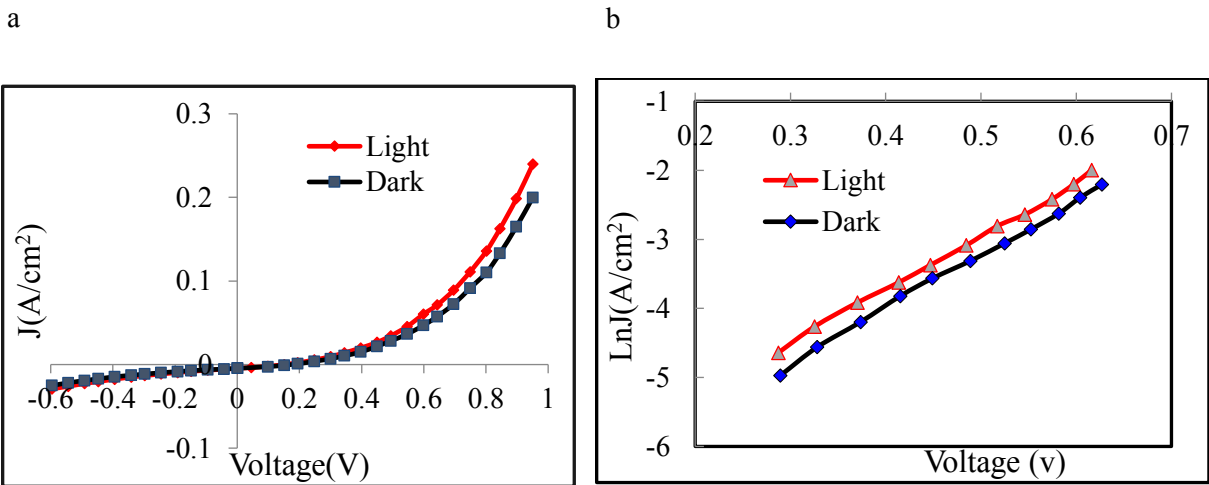 a
b
0.3
0.2
0.1
0
-0.1
-0.6
-0.4
-0.2
0
0.2
0.4
0.6
0.8
1
Light
Dark
J(A/cm²)
Voltage(V)
-1
-2
-3
-4
-5
-6
0.2
0.3
0.4
0.5
0.6
0.7
Light
Dark
LnJ(A/cm²)
Voltage (v)